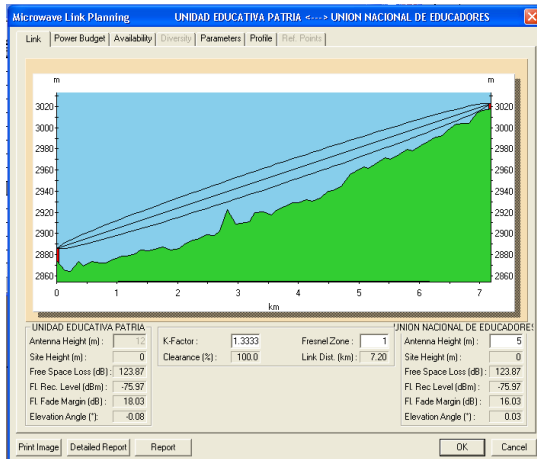 Microwave Link Planning UNIDAD EDUCATIVA PATRIA <---> UNION NACIONAL DE EDUCADORES
Link Power Budget Availability Diversity Parameters Profile Ref. Points
m m
3020 3020
3000 3000
2980 2980
2960 2960
2940 2940
2920 2920
2900 2900
2880 2880
2860 2860
0 1 2 3 4 5 6 7
km
UNIDAD EDUCATIVA PATRIA
Antenna Height (m) : 12
Site Height (m) : 0
Free Space Loss (dB) : 123.87
Fl. Rec. Level (dBm) : -75.97
Fl. Fade Margin (dB) : 18.03
Elevation Angle (°): -0.08
K-Factor : 1.3333 Fresnel Zone : 1
Clearance (%) : 100.0 Link Dist. (km) : 7.20
UNION NACIONAL DE EDUCADORES
Antenna Height (m) : 5
Site Height (m) : 0
Free Space Loss (dB) : 123.87
Fl. Rec. Level (dBm) : -75.97
Fl. Fade Margin (dB) : 16.03
Elevation Angle (°): 0.03
Print Image Detailed Report Report OK Cancel